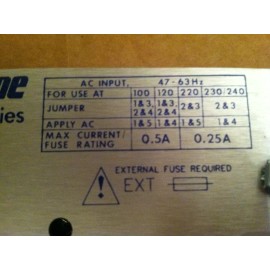 AC INPUT, 47-63Hz
FOR USE AT 100 120 220 230/240
JUMPER 1&3, 1&3, 2&3 2&3
2&4 2&4
APPLY AC 1&5 1&4 1&5 1&4
MAX CURRENT/ 0.5A 0.25A
FUSE RATING
ies
EXTERNAL FUSE REQUIRED
EXT